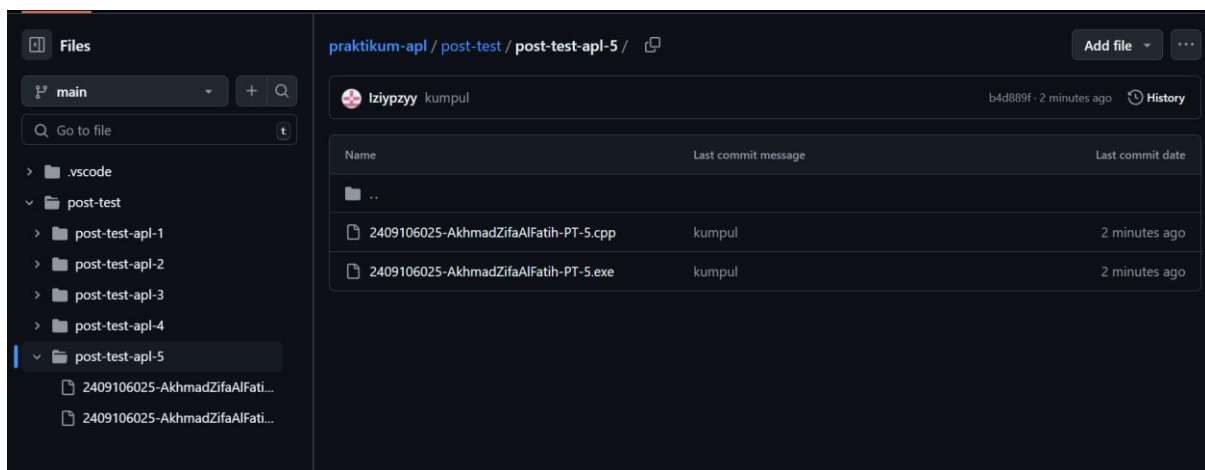 Files
main
Go to file
t
.vscode
post-test
post-test-apl-1
post-test-apl-2
post-test-apl-3
post-test-apl-4
post-test-apl-5
2409106025-AkhmadZifaAlFati...
2409106025-AkhmadZifaAlFati...
praktikum-apl / post-test / post-test-apl-5 /
Add file
Iziypzyy kumpul
b4d889f · 2 minutes ago History
Name Last commit message Last commit date
..
2409106025-AkhmadZifaAlFatih-PT-5.cpp kumpul 2 minutes ago
2409106025-AkhmadZifaAlFatih-PT-5.exe kumpul 2 minutes ago